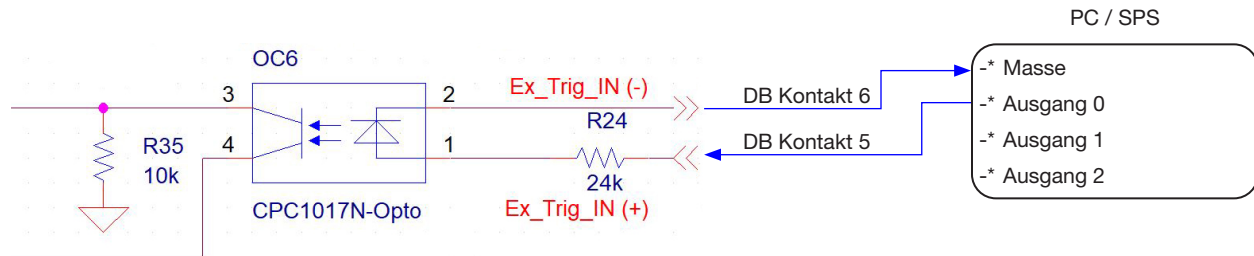 PC / SPS
OC6
3
2
Ex_Trig_IN (-)
DB Kontakt 6
-* Masse
R24
-* Ausgang 0
R35
10k
4
1
DB Kontakt 5
-* Ausgang 1
24k
-* Ausgang 2
CPC1017N-Opto
Ex_Trig_IN (+)